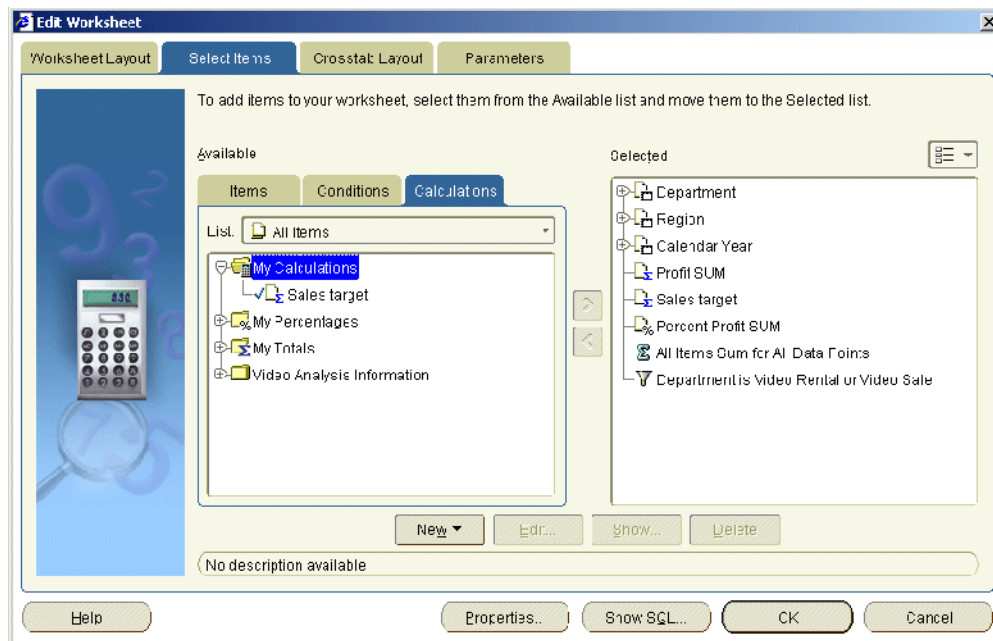 Edit Worksheet
Worksheet Layout Select Items Crosstab Layout Parameters
To add items to your worksheet, select them from the Available list and move them to the Selected list.
Available
Selected
Items Conditions Calculations
List: All Items
My Calculations
Sales target
My Percentages
My Totals
Video Analysis Information
Department
Region
Calendar Year
Profit SUM
Sales target
Percent Profit SUM
All Items Sum for All Data Points
Department is Video Rental or Video Sale
New Edit... Show... Delete
No description available
Help Properties... Show SQL... OK Cancel
830.